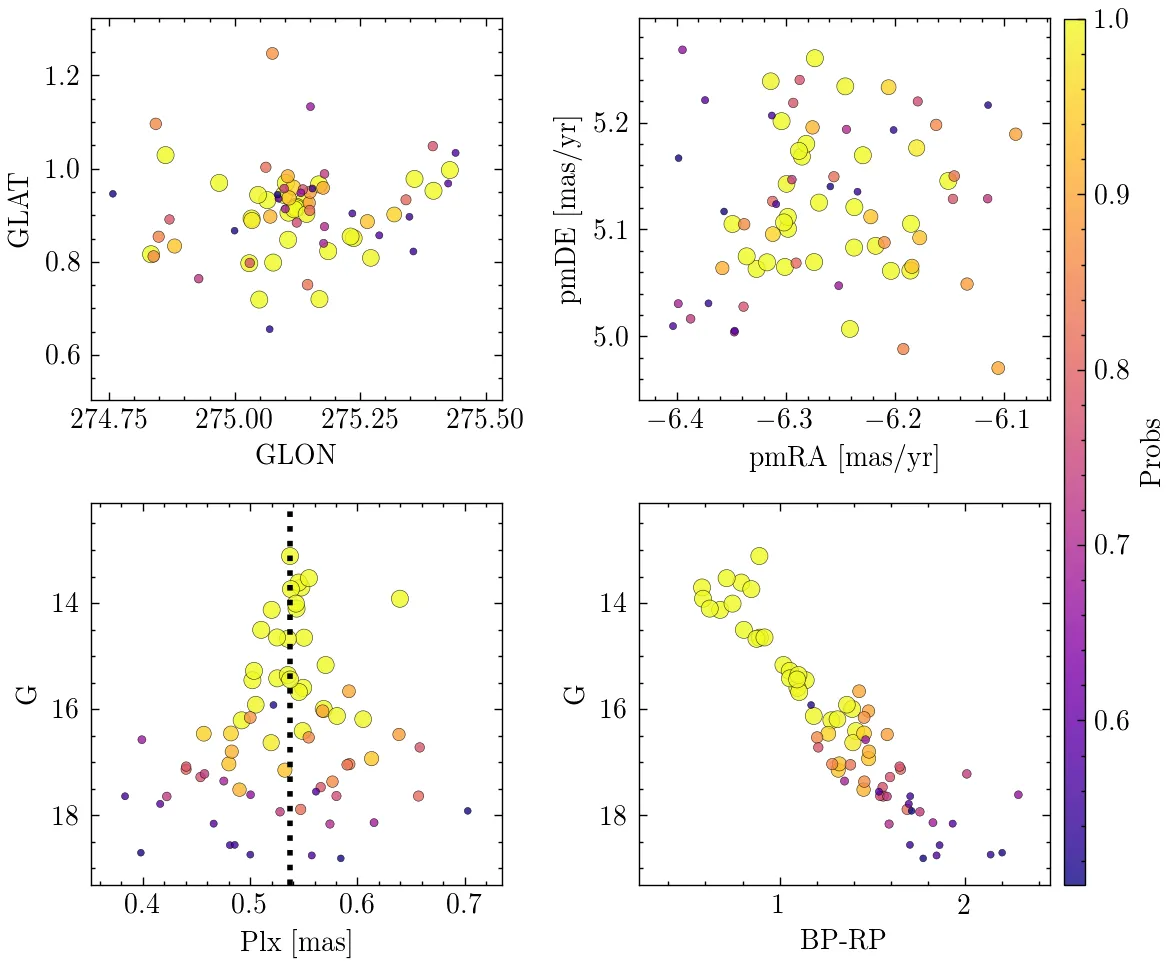 1.2
1.0
0.8
0.6
GLAT
274.75 275.00 275.25 275.50
GLON
5.2
5.1
5.0
pmDE [mas/yr]
−6.4 −6.3 −6.2 −6.1
pmRA [mas/yr]
1.0
0.9
0.8
0.7
0.6
Probs
14
16
18
G
0.4 0.5 0.6 0.7
Plx [mas]
14
16
18
G
1 2
BP-RP